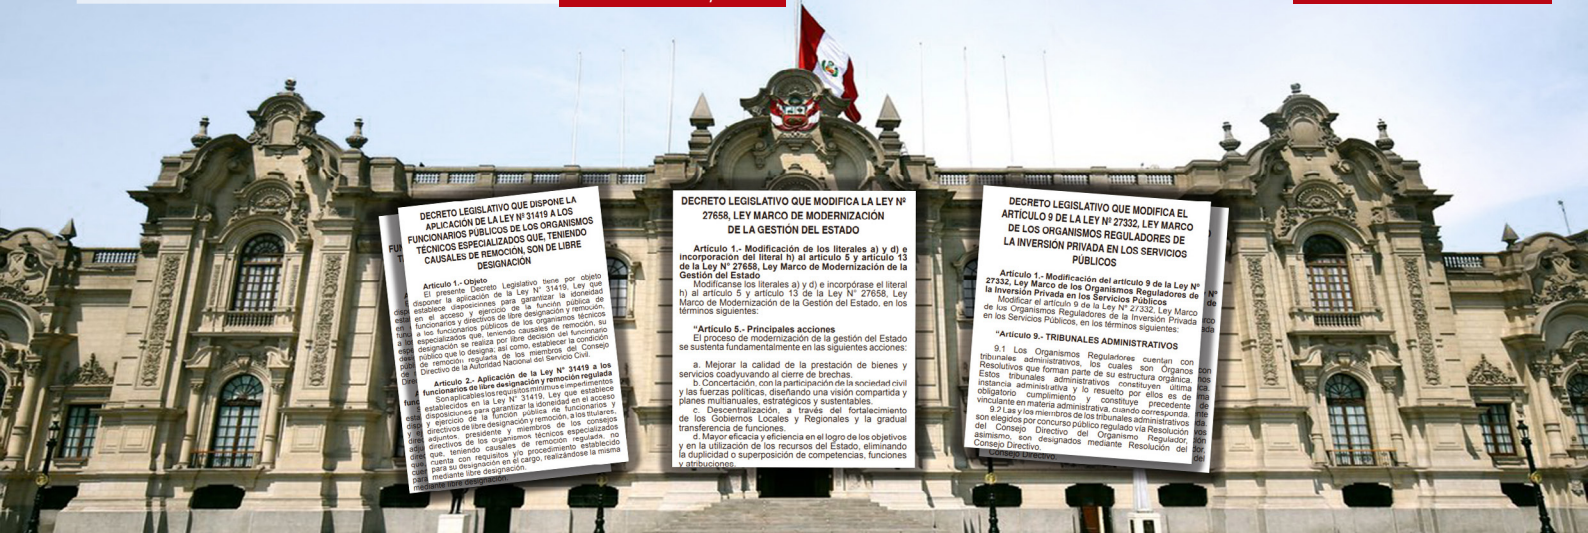 DECRETO LEGISLATIVO QUE DISPONE LA
APLICACIÓN DE LA LEY Nº 31419 A LOS
FUNCIONARIOS PÚBLICOS DE LOS ORGANISMOS
TÉCNICOS ESPECIALIZADOS QUE, TENIENDO
CAUSALES DE REMOCIÓN, SON DE LIBRE
DESIGNACIÓN
Artículo 1.- Objeto
El presente Decreto Legislativo tiene por objeto
disponer la aplicación de la Ley N° 31419, Ley que
establece disposiciones para garantizar la idoneidad
en el acceso y ejercicio de la función pública de
funcionarios y directivos de libre designación y remoción,
a los funcionarios públicos de los organismos técnicos
especializados que, teniendo causales de remoción, su
designación se realiza por libre decisión del funcionario
público que lo designa; así como, establecer la condición
de remoción regulada de los miembros del Consejo
Directivo de la Autoridad Nacional del Servicio Civil.
Artículo 2.- Aplicación de la Ley N° 31419 a los
funcionarios de libre designación y remoción regulada
Son aplicables los requisitos mínimos e impedimentos
establecidos en la Ley N° 31419, Ley que establece
disposiciones para garantizar la idoneidad en el acceso
y ejercicio de la función pública de funcionarios y
directivos de libre designación y remoción, a los titulares,
adjuntos, presidente y miembros de los consejos
directivos de los organismos técnicos especializados
que, teniendo causales de remoción regulada, no
cuenta con requisitos y/o procedimiento establecido
para su designación en el cargo, realizándose la misma
mediante libre designación.
mediante libre designación.
DECRETO LEGISLATIVO QUE MODIFICA LA LEY Nº
27658, LEY MARCO DE MODERNIZACIÓN
DE LA GESTIÓN DEL ESTADO
Artículo 1.- Modificación de los literales a) y d) e
incorporación del literal h) al artículo 5 y artículo 13
de la Ley N° 27658, Ley Marco de Modernización de la
Gestión del Estado
Modifícanse los literales a) y d) e incorpórase el literal
h) al artículo 5 y artículo 13 de la Ley N° 27658, Ley
Marco de Modernización de la Gestión del Estado, en los
términos siguientes:
“Artículo 5.- Principales acciones
El proceso de modernización de la gestión del Estado
se sustenta fundamentalmente en las siguientes acciones:
a. Mejorar la calidad de la prestación de bienes y
servicios coadyuvando al cierre de brechas.
b. Concertación, con la participación de la sociedad civil
y las fuerzas políticas, diseñando una visión compartida y
planes multianuales, estratégicos y sustentables.
c. Descentralización, a través del fortalecimiento
de los Gobiernos Locales y Regionales y la gradual
transferencia de funciones.
d. Mayor eficacia y eficiencia en el logro de los objetivos
y en la utilización de los recursos del Estado, eliminando
la duplicidad o superposición de competencias, funciones
y atribuciones.
DECRETO LEGISLATIVO QUE MODIFICA EL
ARTÍCULO 9 DE LA LEY Nº 27332, LEY MARCO
DE LOS ORGANISMOS REGULADORES DE
LA INVERSIÓN PRIVADA EN LOS SERVICIOS
PÚBLICOS
Artículo 1.- Modificación del artículo 9 de la Ley N°
27332, Ley Marco de los Organismos Reguladores de
la Inversión Privada en los Servicios Públicos
Modificar el artículo 9 de la Ley N° 27332, Ley Marco
de los Organismos Reguladores de la Inversión Privada
en los Servicios Públicos, en los términos siguientes:
“Artículo 9.- TRIBUNALES ADMINISTRATIVOS
9.1 Los Organismos Reguladores cuentan con
tribunales administrativos, los cuales son Órganos
Resolutivos que forman parte de su estructura orgánica.
Estos tribunales administrativos constituyen última
instancia administrativa y lo resuelto por ellos es de
obligatorio cumplimiento y constituye precedente
vinculante en materia administrativa, cuando corresponda.
9.2 Las y los miembros de los tribunales administrativos
son elegidos por concurso público regulado vía Resolución
del Consejo Directivo del Organismo Regulador,
asimismo, son designados mediante Resolución del
Consejo Directivo.
Consejo Directivo.